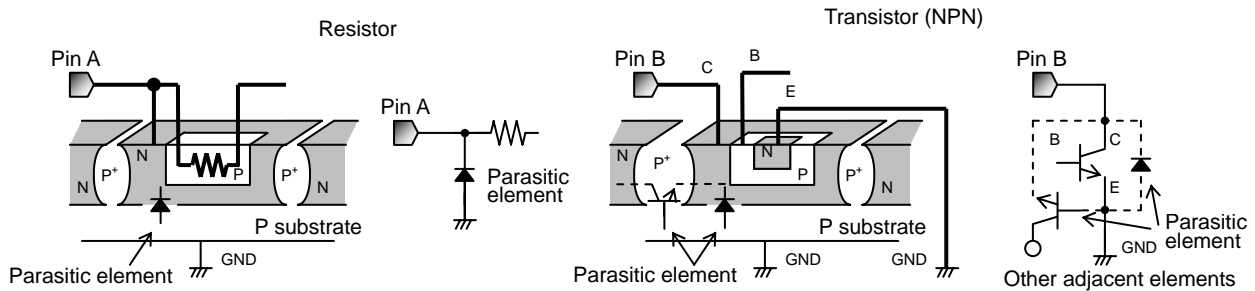 Resistor
Pin A
N
P
N
P+
P+
N
Parasitic element
P substrate
GND
Pin A
Parasitic
element
Transistor (NPN)
Pin B
C
B
E
N
N
P
N
P+
P+
N
Parasitic element
P substrate
GND
GND
Pin B
B
C
E
GND
Parasitic
element
Other adjacent elements